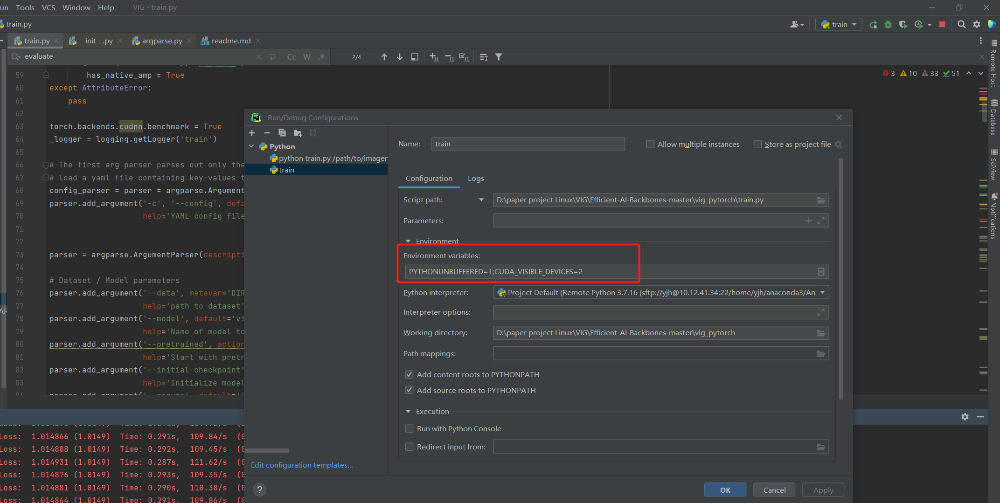 un Tools VCS Window Help VIG - train.py
train.py train
train.py __init__.py argparse.py readme.md
evaluate Cc W .* 2/4
59 has_native_amp = True 3 10 33 51
60 except AttributeError:
61 pass
62
63 torch.backends.cudnn.benchmark = True
64 _logger = logging.getLogger('train')
65
66 # The first arg parser parses out only the
67 # load a yaml file containing key-values t
68 config_parser = parser = argparse.Argument
69 parser.add_argument('-c', '--config', defa
70 help='YAML config file
71
72
73 parser = argparse.ArgumentParser(descripti
74
75 # Dataset / Model parameters
76 parser.add_argument('--data', metavar='DIR
77 help='path to dataset'
78 parser.add_argument('--model', default='vi
79 help='Name of model to
80 parser.add_argument('--pretrained', action
81 help='Start with pretr
82 parser.add_argument('--initial-checkpoint'
83 help='Initialize model
AR
Run/Debug Configurations
Python
python train.py /path/to/imagen
train
Edit configuration templates...
Name: train Allow multiple instances Store as project file
Configuration Logs
Script path: D:\paper project Linux\VIG\Efficient-AI-Backbones-master\vig_pytorch\train.py
Parameters:
Environment
Environment variables:
PYTHONUNBUFFERED=1;CUDA_VISIBLE_DEVICES=2
Python interpreter: Project Default (Remote Python 3.7.16 (sftp://yjh@10.12.41.34:22/home/yjh/anaconda3/An
Interpreter options:
Working directory: D:\paper project Linux\VIG\Efficient-AI-Backbones-master\vig_pytorch
Path mappings:
Add content roots to PYTHONPATH
Add source roots to PYTHONPATH
Execution
Run with Python Console
Redirect input from:
? OK Cancel Apply
Loss: 1.014866 (1.0149) Time: 0.291s, 109.84/s (0
Loss: 1.014888 (1.0149) Time: 0.292s, 109.45/s (0
Loss: 1.014931 (1.0149) Time: 0.287s, 111.62/s (0
Loss: 1.014876 (1.0149) Time: 0.293s, 109.35/s (0
Loss: 1.014881 (1.0149) Time: 0.290s, 110.38/s (0
Loss: 1.014864 (1.0149) Time: 0.291s, 109.86/s (0
Remote Host
Database
SciView
Notifications